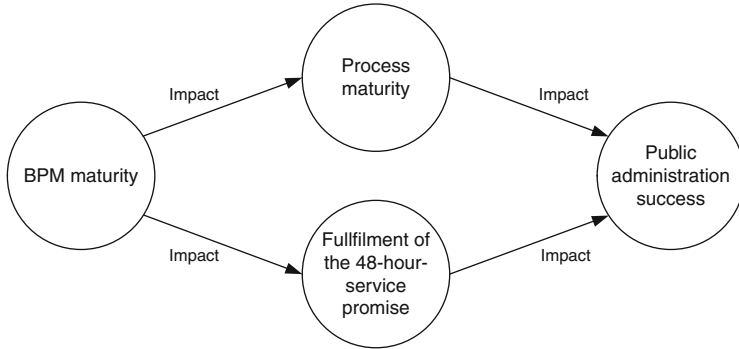 Process
maturity
Impact
Impact
BPM maturity
Public
administration
success
Impact
Fullfilment of
the 48-hour-
service
promise
Impact